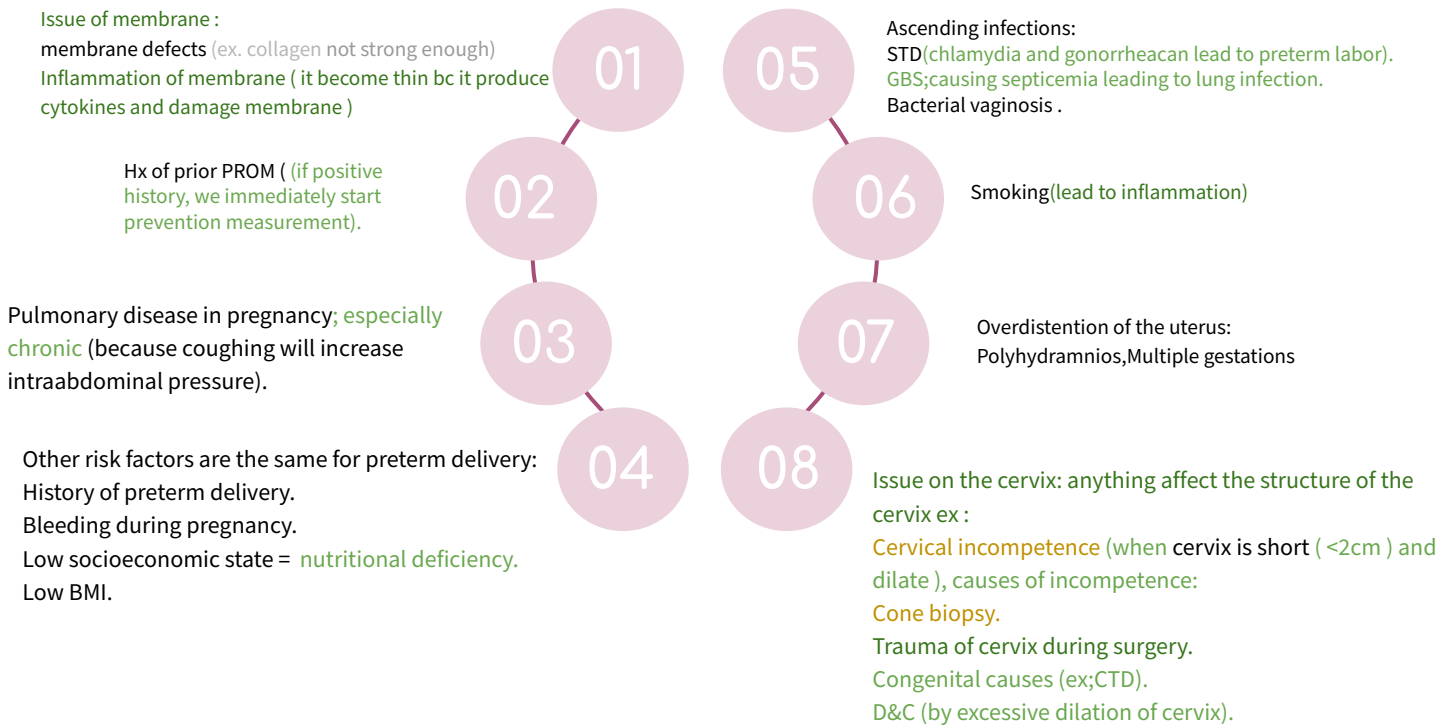 Issue of membrane :
membrane defects (ex. collagen not strong enough)
Inflammation of membrane ( it become thin bc it produce
cytokines and damage membrane )
01
Hx of prior PROM ( (if positive
history, we immediately start
prevention measurement).
02
Pulmonary disease in pregnancy; especially
chronic (because coughing will increase
intraabdominal pressure).
03
Other risk factors are the same for preterm delivery:
History of preterm delivery.
Bleeding during pregnancy.
Low socioeconomic state = nutritional deficiency.
Low BMI.
04
05
Ascending infections:
STD(chlamydia and gonorrheacan lead to preterm labor).
GBS;causing septicemia leading to lung infection.
Bacterial vaginosis .
06
Smoking(lead to inflammation)
07
Overdistention of the uterus:
Polyhydramnios,Multiple gestations
08
Issue on the cervix: anything affect the structure of the
cervix ex :
Cervical incompetence (when cervix is short ( <2cm ) and
dilate ), causes of incompetence:
Cone biopsy.
Trauma of cervix during surgery.
Congenital causes (ex;CTD).
D&C (by excessive dilation of cervix).